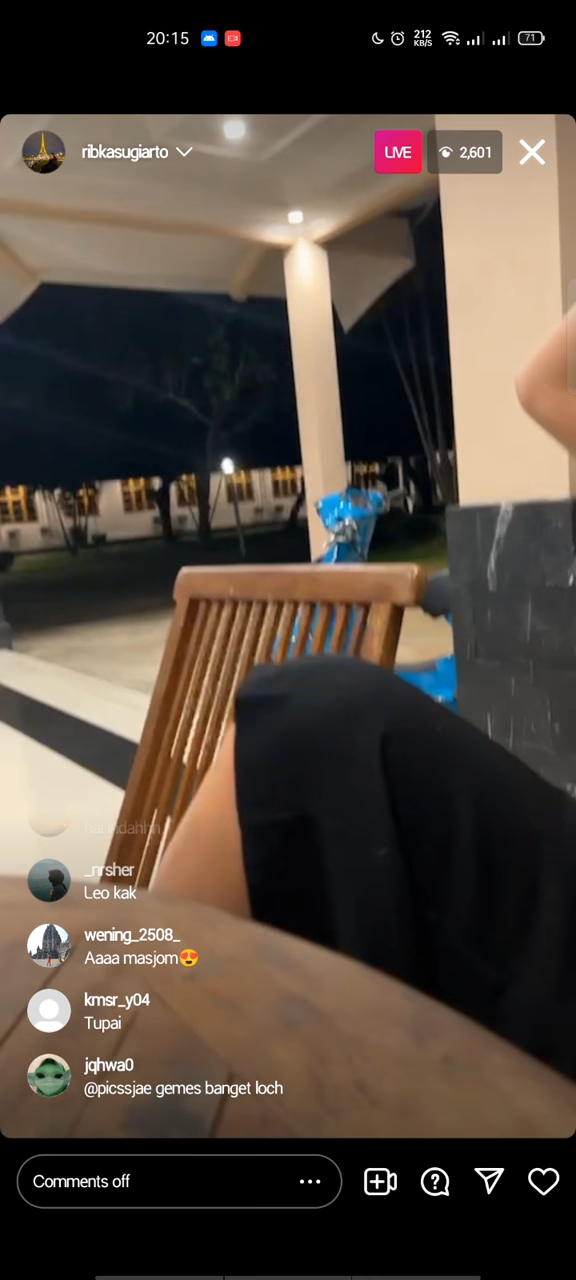 20:15
212
KB/S
71
ribkasugiarto
LIVE
2,601
_nrsher
Leo kak
wening_2508_
Aaaa masjom😍
kmsr_y04
Tupai
jqhwa0
@picssjae gemes banget loch
Comments off